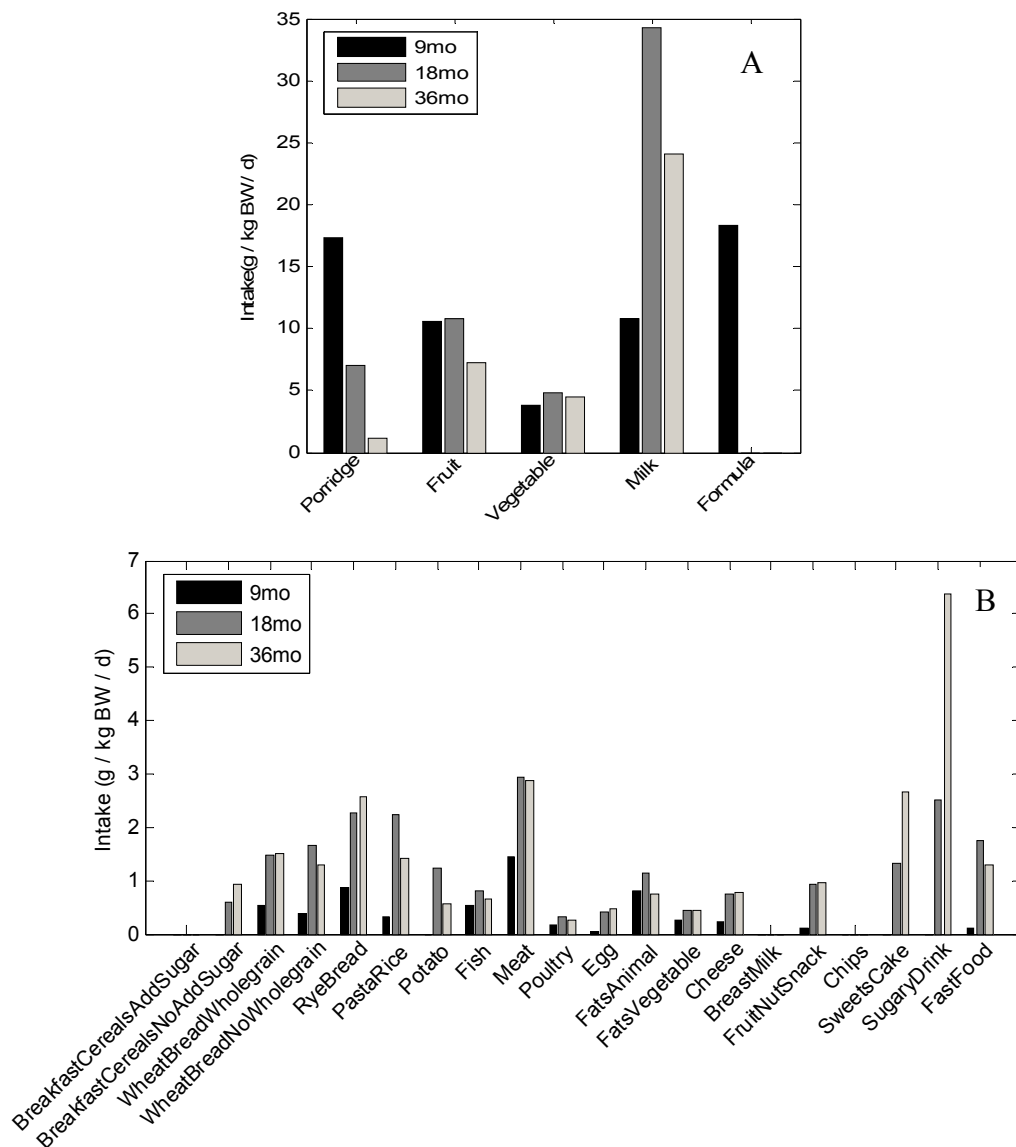 A
9mo
18mo
36mo
Intake(g / kg BW / d)
35
30
25
20
15
10
5
0
Porridge
Fruit
Vegetable
Milk
Formula
B
9mo
18mo
36mo
Intake (g / kg BW / d)
7
6
5
4
3
2
1
0
BreakfastCerealsAddSugar
BreakfastCerealsNoAddSugar
WheatBreadWholegrain
WheatBreadNoWholegrain
RyeBread
PastaRice
Potato
Fish
Meat
Poultry
Egg
FatsAnimal
FatsVegetable
Cheese
BreastMilk
FruitNutSnack
Chips
SweetsCake
SugaryDrink
FastFood